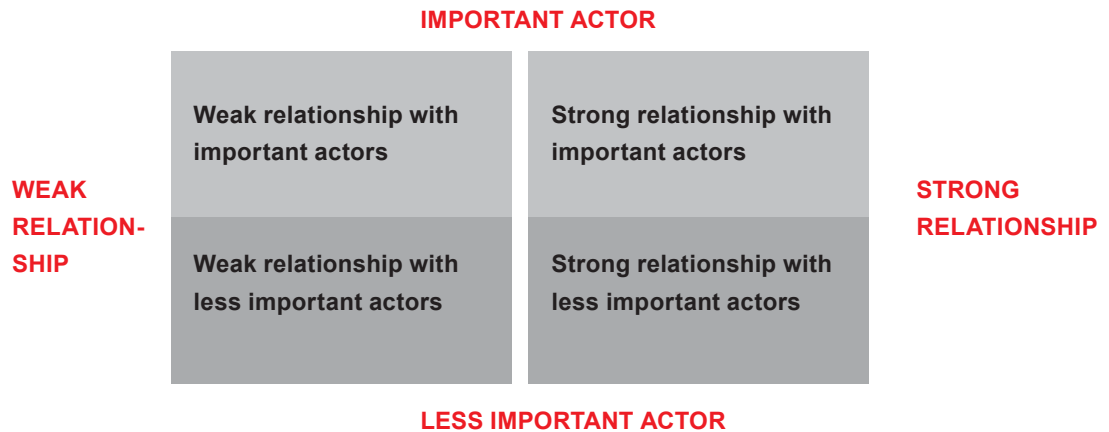 IMPORTANT ACTOR
Weak relationship with
important actors
Strong relationship with
important actors
WEAK
RELATION-
SHIP
STRONG
RELATIONSHIP
Weak relationship with
less important actors
Strong relationship with
less important actors
LESS IMPORTANT ACTOR